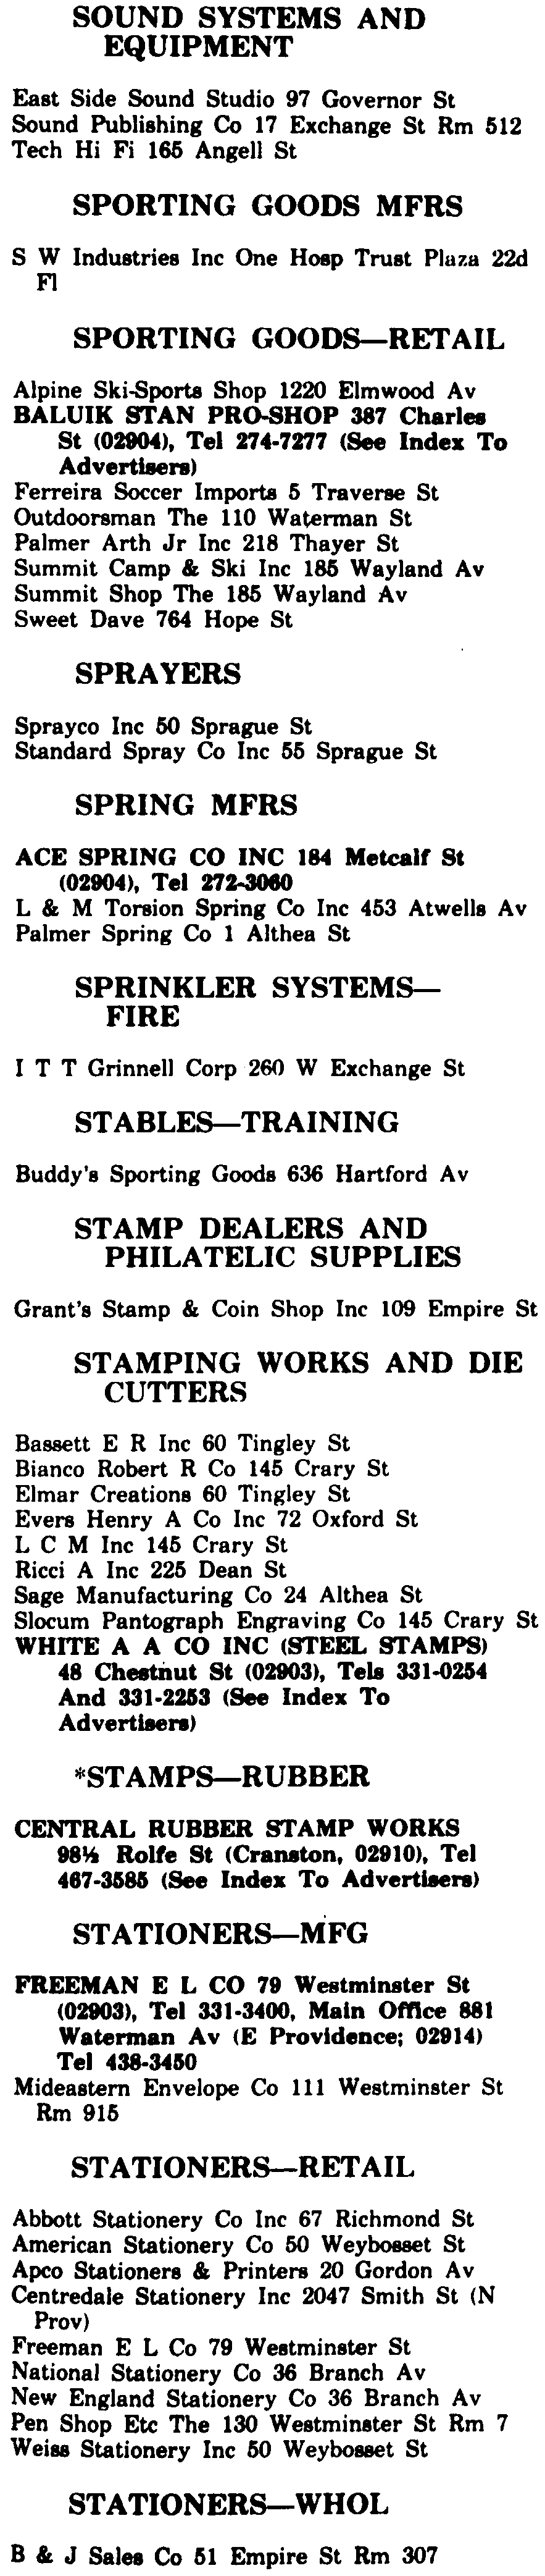 SOUND SYSTEMS AND
EQUIPMENT
East Side Sound Studio 97 Governor St
Sound Publishing Co 17 Exchange St Rm 512
Tech Hi Fi 165 Angell St
SPORTING GOODS MFRS
S W Industries Inc One Hosp Trust Plaza 22d
Fl
SPORTING GOODS—RETAIL
Alpine Ski-Sports Shop 1220 Elmwood Av
BALUIK STAN PRO-SHOP 387 Charles
St (02904), Tel 274-7277 (See Index To
Advertisers)
Ferreira Soccer Imports 5 Traverse St
Outdoorsman The 110 Waterman St
Palmer Arth Jr Inc 218 Thayer St
Summit Camp & Ski Inc 185 Wayland Av
Summit Shop The 185 Wayland Av
Sweet Dave 764 Hope St
SPRAYERS
Sprayco Inc 50 Sprague St
Standard Spray Co Inc 55 Sprague St
SPRING MFRS
ACE SPRING CO INC 184 Metcalf St
(02904), Tel 272-3060
L & M Torsion Spring Co Inc 453 Atwells Av
Palmer Spring Co 1 Althea St
SPRINKLER SYSTEMS—
FIRE
I T T Grinnell Corp 260 W Exchange St
STABLES—TRAINING
Buddy's Sporting Goods 636 Hartford Av
STAMP DEALERS AND
PHILATELIC SUPPLIES
Grant's Stamp & Coin Shop Inc 109 Empire St
STAMPING WORKS AND DIE
CUTTERS
Bassett E R Inc 60 Tingley St
Bianco Robert R Co 145 Crary St
Elmar Creations 60 Tingley St
Evers Henry A Co Inc 72 Oxford St
L C M Inc 145 Crary St
Ricci A Inc 225 Dean St
Sage Manufacturing Co 24 Althea St
Slocum Pantograph Engraving Co 145 Crary St
WHITE A A CO INC (STEEL STAMPS)
48 Chestnut St (02903), Tels 331-0254
And 331-2253 (See Index To
Advertisers)
*STAMPS—RUBBER
CENTRAL RUBBER STAMP WORKS
98½ Rolfe St (Cranston, 02910), Tel
467-3585 (See Index To Advertisers)
STATIONERS—MFG
FREEMAN E L CO 79 Westminster St
(02903), Tel 331-3400, Main Office 881
Waterman Av (E Providence; 02914)
Tel 438-3450
Mideastern Envelope Co 111 Westminster St
Rm 915
STATIONERS—RETAIL
Abbott Stationery Co Inc 67 Richmond St
American Stationery Co 50 Weybosset St
Apco Stationers & Printers 20 Gordon Av
Centredale Stationery Inc 2047 Smith St (N
Prov)
Freeman E L Co 79 Westminster St
National Stationery Co 36 Branch Av
New England Stationery Co 36 Branch Av
Pen Shop Etc The 130 Westminster St Rm 7
Weiss Stationery Inc 50 Weybosset St
STATIONERS—WHOL
B & J Sales Co 51 Empire St Rm 307